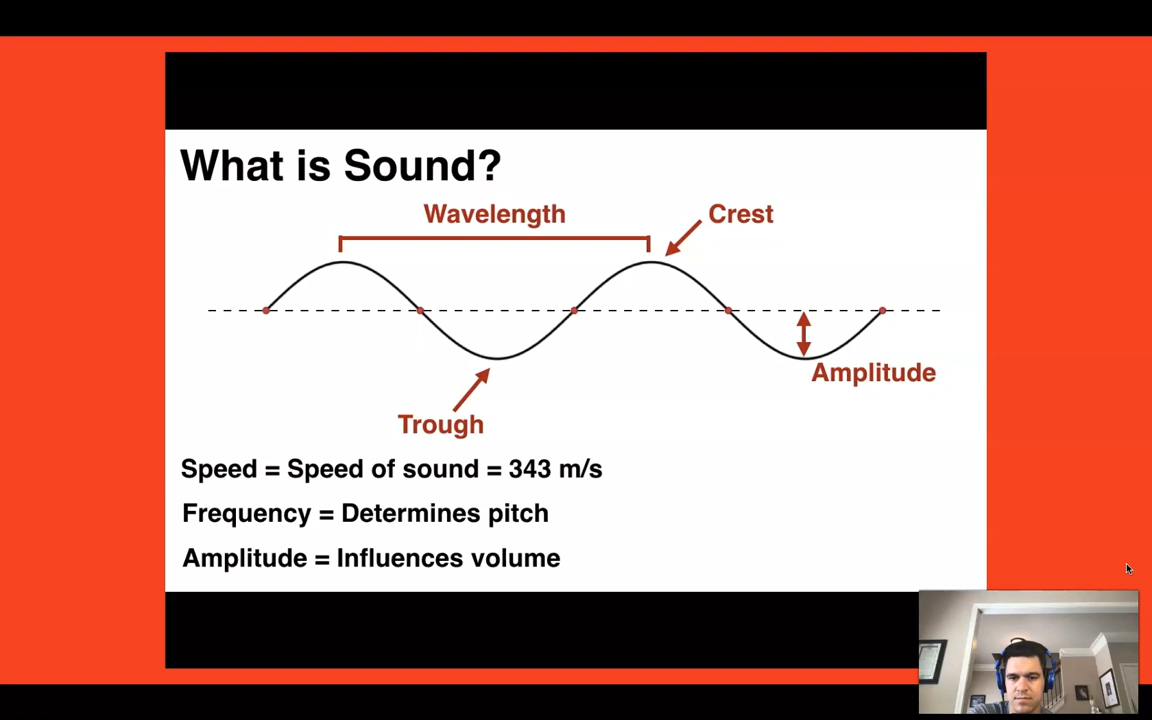 What is Sound?
Wavelength
Crest
Amplitude
Trough
Speed = Speed of sound = 343 m/s
Frequency = Determines pitch
Amplitude = Influences volume